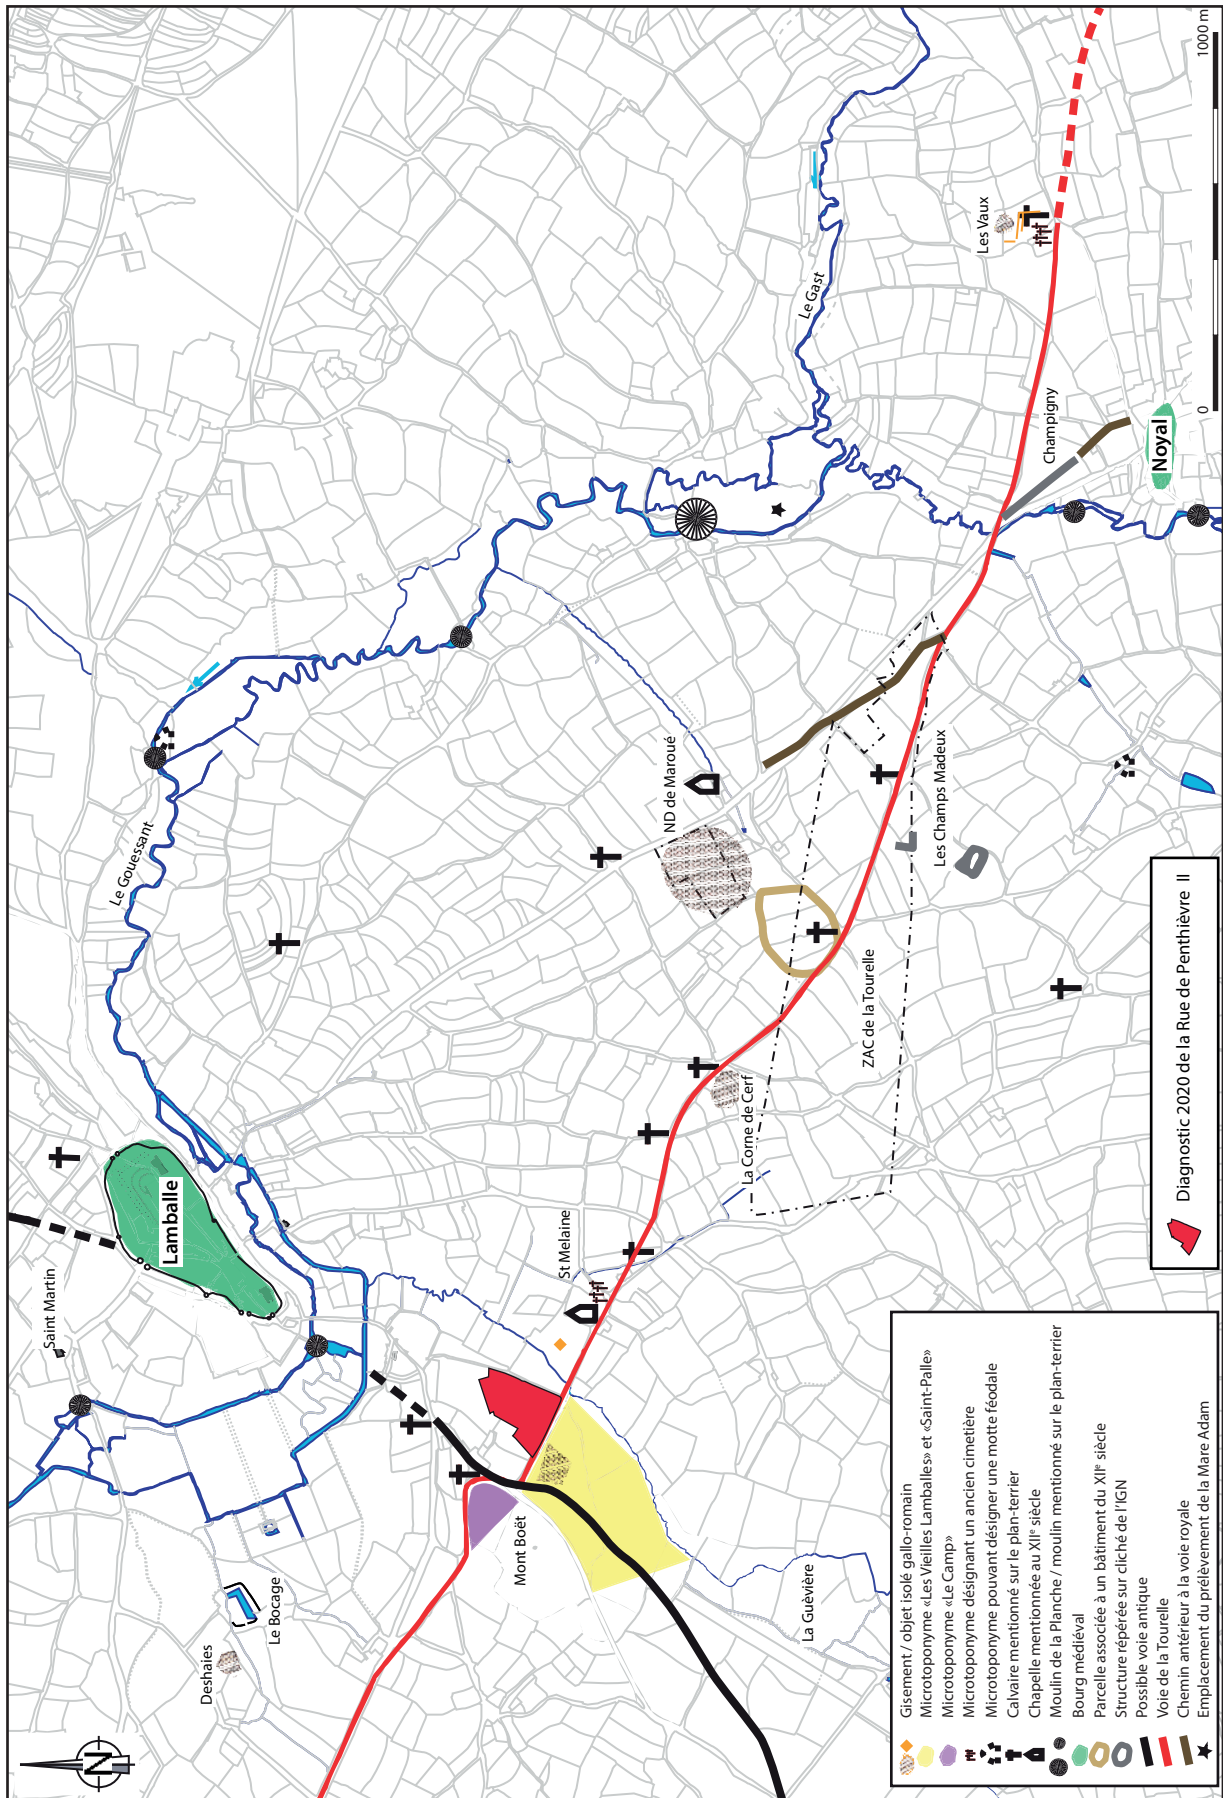 N
Deshaies
Le Bocage
Saint Martin
Lamballe
Le Gouessant
Mont Boët
La Guévière
St Melaine
La Corne de Cerf
ND de Maroué
ZAC de la Tourelle
Les Champs Madeux
Le Gast
Les Vaux
Champigny
Noyal
Gisement / objet isolé gallo-romain
Microtoponyme «Les Vieilles Lamballes» et «Saint-Palle»
Microtoponyme «Le Camp»
Microtoponyme désignant un ancien cimetière
Microtoponyme pouvant désigner une motte féodale
Calvaire mentionné sur le plan-terrier
Chapelle mentionnée au XIIe siècle
Moulin de la Planche / moulin mentionné sur le plan-terrier
Bourg médiéval
Parcelle associée à un bâtiment du XIIe siècle
Structure répérée sur cliché de l'IGN
Possible voie antique
Voie de la Tourelle
Chemin antérieur à la voie royale
Emplacement du prélèvement de la Mare Adam
Diagnostic 2020 de la Rue de Penthièvre II
0
1000 m